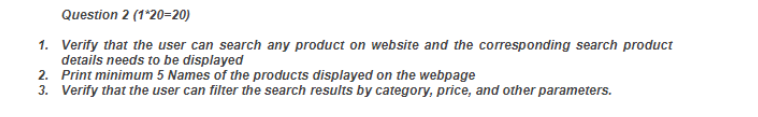 Question 2 (1*20=20)
1. Verify that the user can search any product on website and the corresponding search product
details needs to be displayed
2. Print minimum 5 Names of the products displayed on the webpage
3. Verify that the user can filter the search results by category, price, and other parameters.